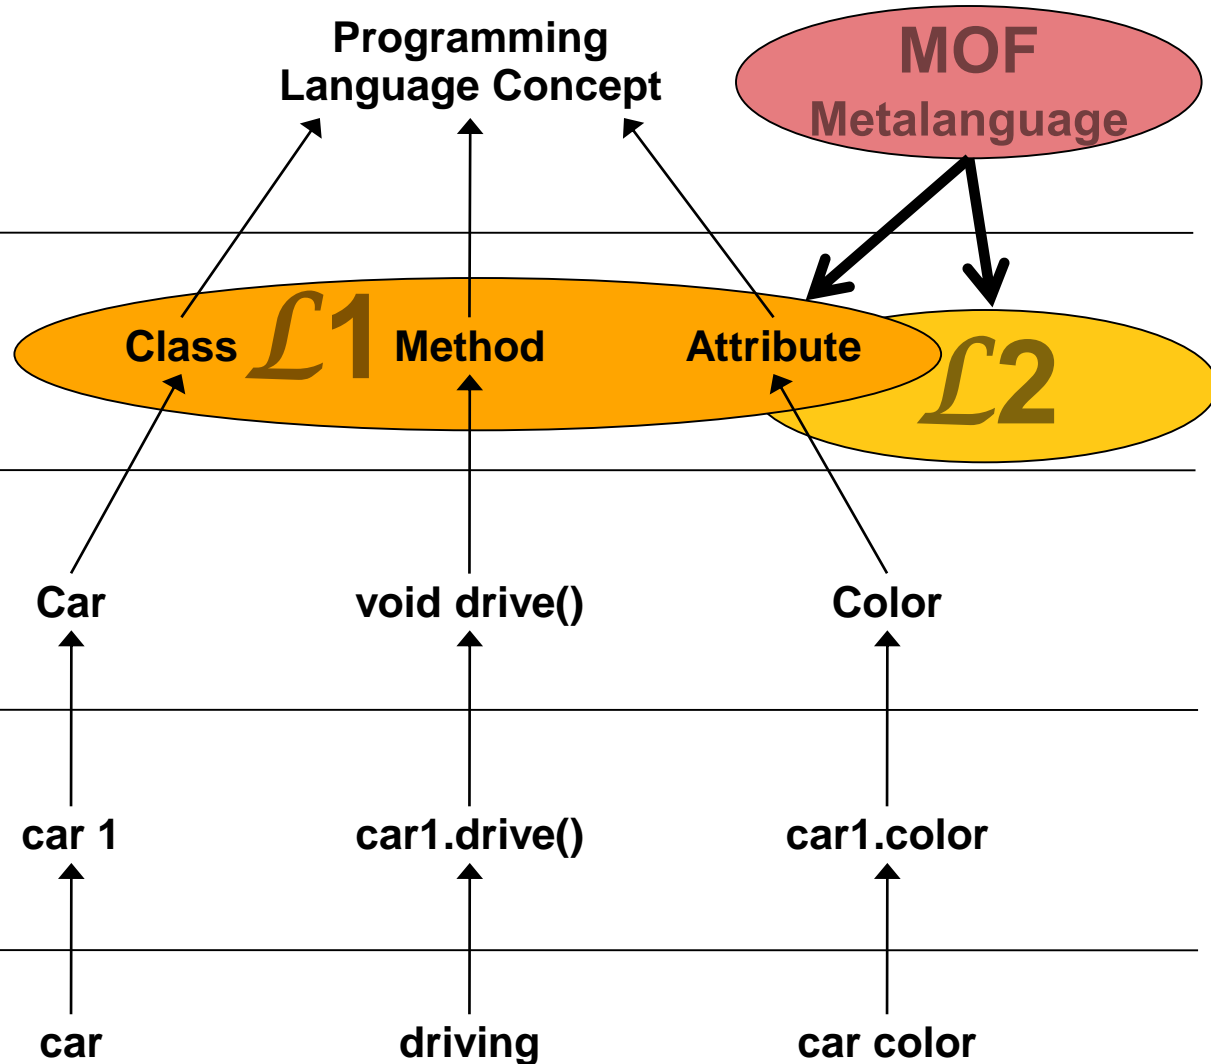 Programming
Language Concept
MOF
Metalanguage
Class
ℒ1
Method
Attribute
ℒ2
Car
void drive()
Color
car 1
car1.drive()
car1.color
car
driving
car color